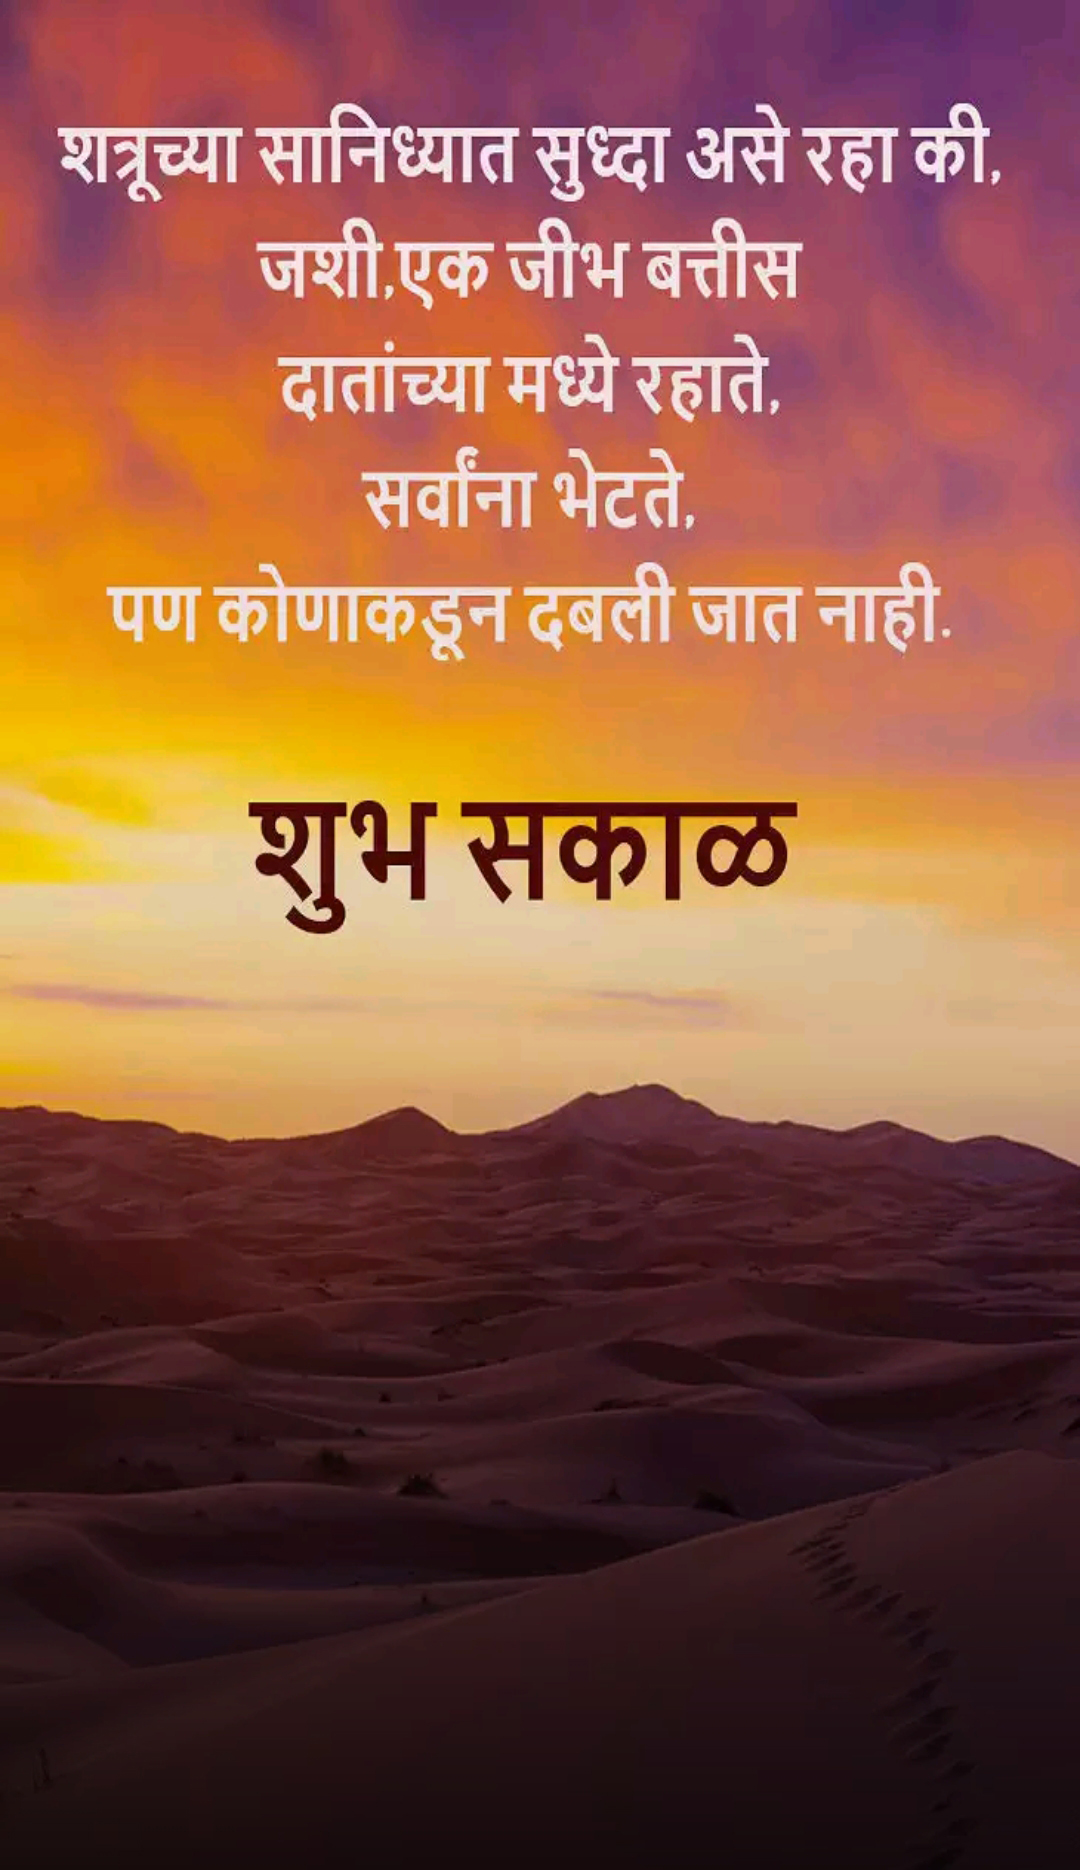 शत्रूच्या सानिध्यात सुध्दा असे रहा की,
जशी,एक जीभ बत्तीस
दातांच्या मध्ये रहाते,
सर्वांना भेटते,
पण कोणाकडून दबली जात नाही.
शुभ सकाळ